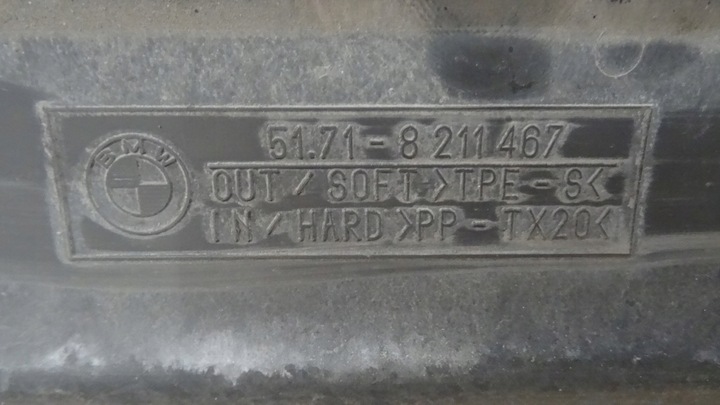 BMW
51.71-8 211 467
OUT / SOFT >TPE-S<
IN / HARD >PP-TX20<